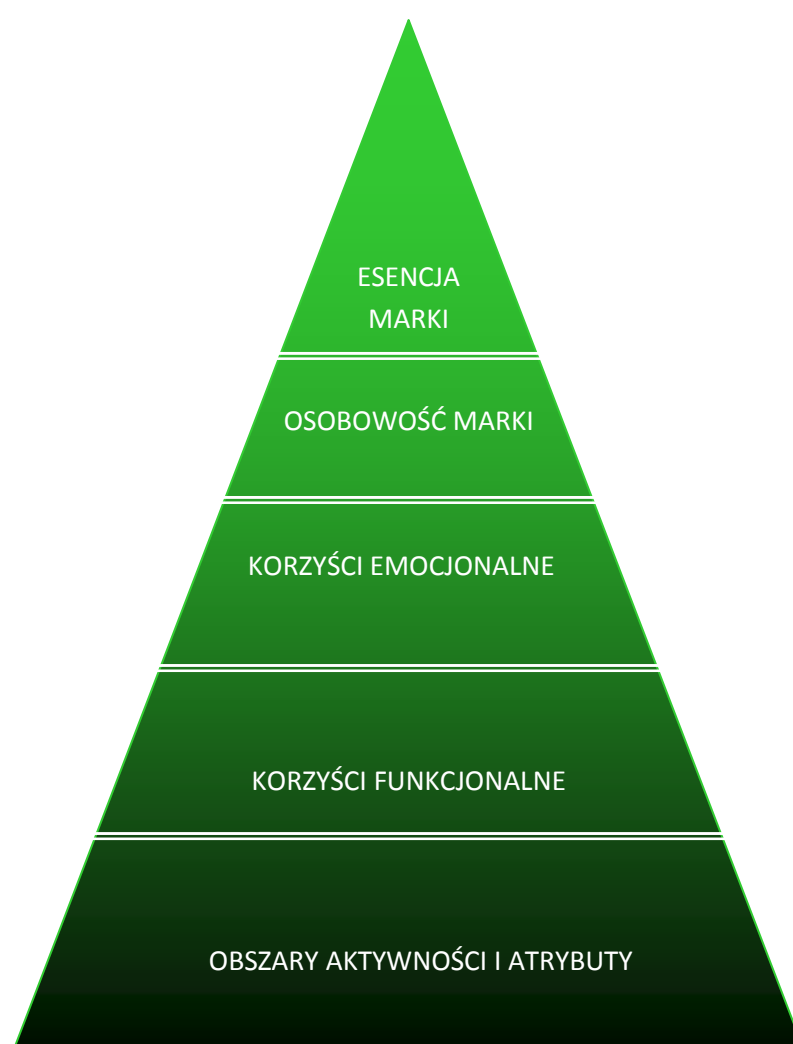 ESENCJA
MARKI
OSOBOWOŚĆ MARKI
KORZYŚCI EMOCJONALNE
KORZYŚCI FUNKCJONALNE
OBSZARY AKTYWNOŚCI I ATRYBUTY